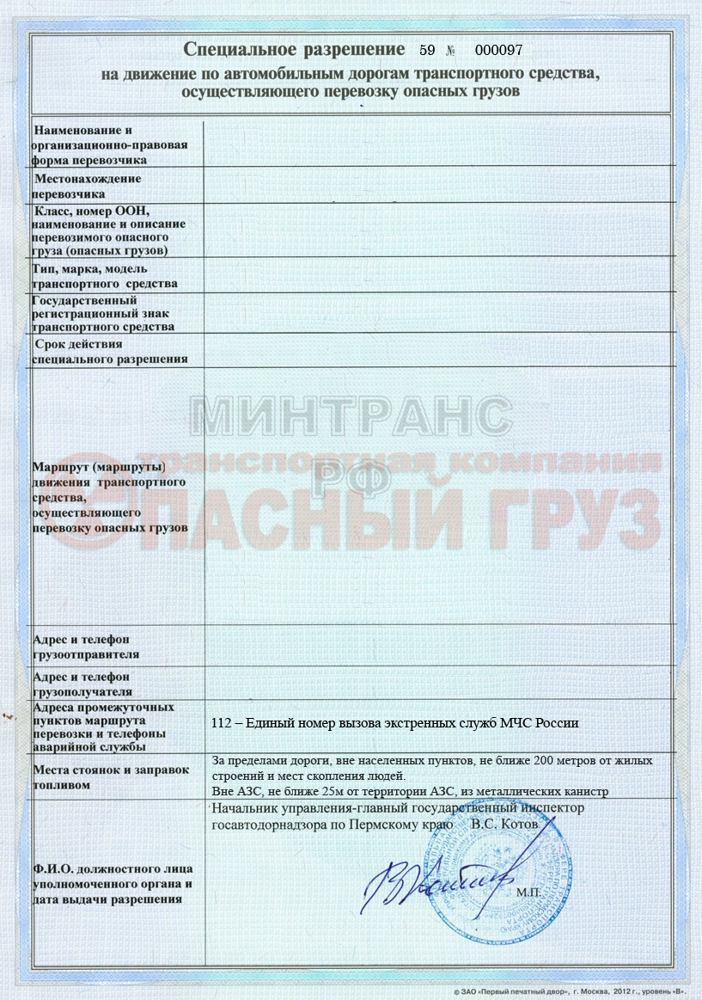 Специальное разрешение 59 № 000097
на движение по автомобильным дорогам транспортного средства,
осуществляющего перевозку опасных грузов
Наименование и
организационно-правовая
форма перевозчика
Местонахождение
перевозчика
Класс, номер ООН,
наименование и описание
перевозимого опасного
груза (опасных грузов)
Тип, марка, модель
транспортного средства
Государственный
регистрационный знак
транспортного средства
Срок действия
специального разрешения
МИНТРАНС
РФ
транспортная компания
ОПАСНЫЙ ГРУЗ
Маршрут (маршруты)
движения транспортного
средства,
осуществляющего
перевозку опасных грузов
Адрес и телефон
грузоотправителя
Адрес и телефон
грузополучателя
Адреса промежуточных
пунктов маршрута
перевозки и телефоны
аварийной службы
112 – Единый номер вызова экстренных служб МЧС России
Места стоянок и заправок
топливом
За пределами дороги, вне населенных пунктов, не ближе 200 метров от жилых
строений и мест скопления людей.
Вне АЗС, не ближе 25м от территории АЗС, из металлических канистр
Ф.И.О. должностного лица
уполномоченного органа и
дата выдачи разрешения
Начальник управления-главный государственный инспектор
госавтодорнадзора по Пермскому краю В.С. Котов
М.П.
© ЗАО «Первый печатный двор», г. Москва, 2012 г., уровень «В».